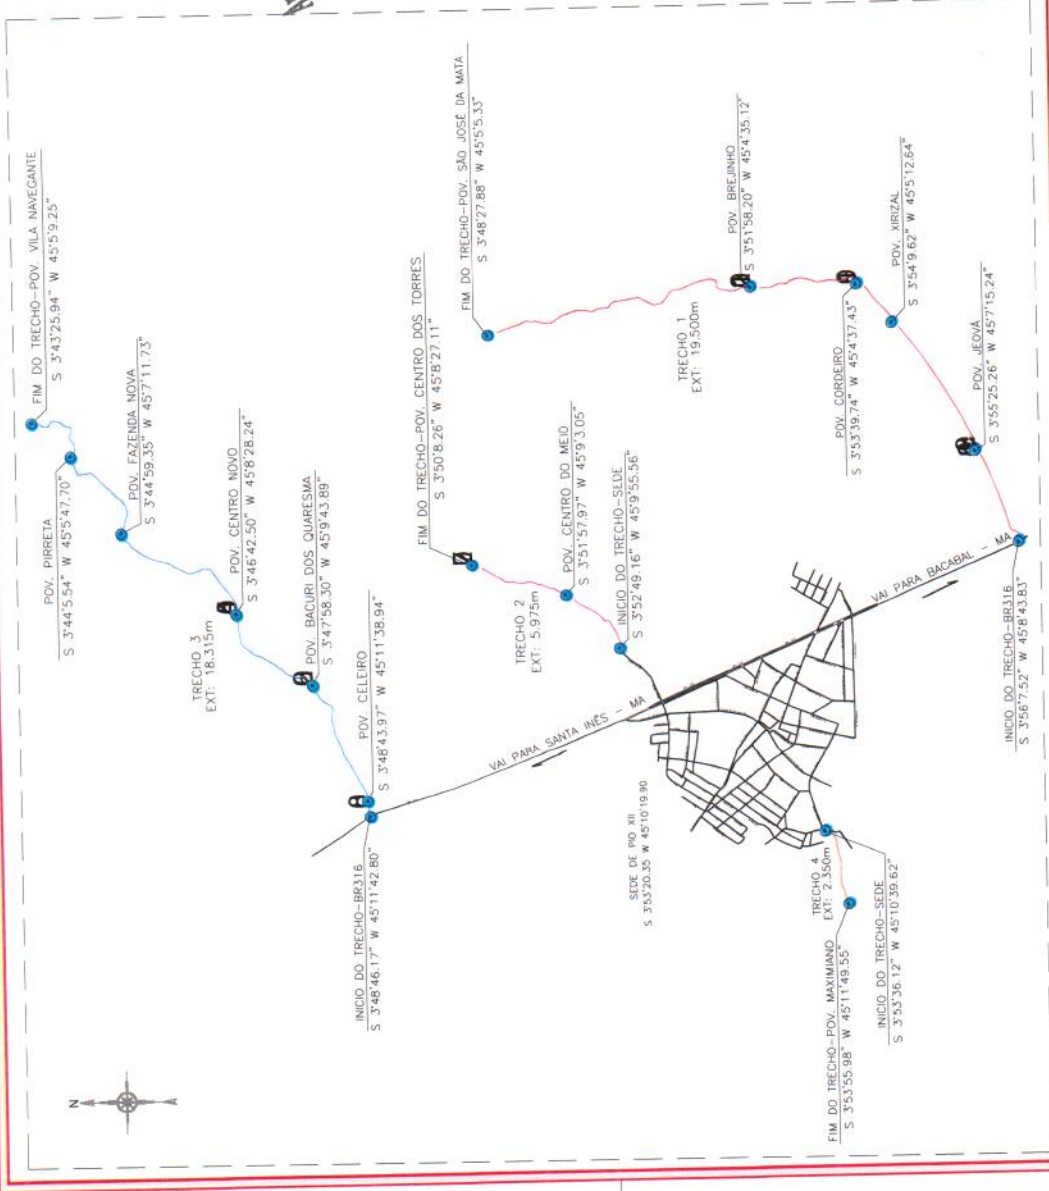 FIM DO TRECHO-POV. VILA NAVEGANTE
S 3°43'25.94" W 45°5'9.25"
POV. PIRRETA
S 3°44'5.54" W 45°5'47.70"
POV. FAZENDA NOVA
S 3°44'59.35" W 45°7'11.73"
POV. CENTRO NOVO
S 3°46'42.50" W 45°8'28.24"
TRECHO 3
EXT: 18.315m
POV. BACURI DOS QUARESMA
S 3°47'58.30" W 45°9'43.89"
POV. CELEIRO
S 3°48'43.97" W 45°11'38.94"
INICIO DO TRECHO-BR316
S 3°48'46.17" W 45°11'42.80"
FIM DO TRECHO-POV. SÃO JOSÉ DA MATA
S 3°48'27.88" W 45°5'5.33"
FIM DO TRECHO-POV. CENTRO DOS TORRES
S 3°50'8.26" W 45°8'27.11"
POV. CENTRO DO MEIO
S 3°51'57.97" W 45°9'3.05"
TRECHO 2
EXT: 5.975m
INICIO DO TRECHO-SEDE
S 3°52'49.16" W 45°9'55.56"
TRECHO 1
EXT: 19.500m
POV. BREJINHO
S 3°51'58.20" W 45°4'35.12"
POV. CORDEIRO
S 3°53'39.74" W 45°4'37.43"
POV. XIRIZAL
S 3°54'9.62" W 45°5'12.64"
POV. JEOVÁ
S 3°55'25.26" W 45°7'15.24"
INICIO DO TRECHO-BR316
S 3°56'7.52" W 45°8'43.83"
VAI PARA SANTA INÊS - MA
VAI PARA BACABAL - MA
SEDE DE PIO XII
S 3°53'20.35 W 45°10'19.90
TRECHO 4
EXT: 2.350m
INICIO DO TRECHO-SEDE
S 3°53'36.12" W 45°10'39.62"
FIM DO TRECHO-POV. MAXIMIANO
S 3°53'55.98" W 45°11'49.55"
N